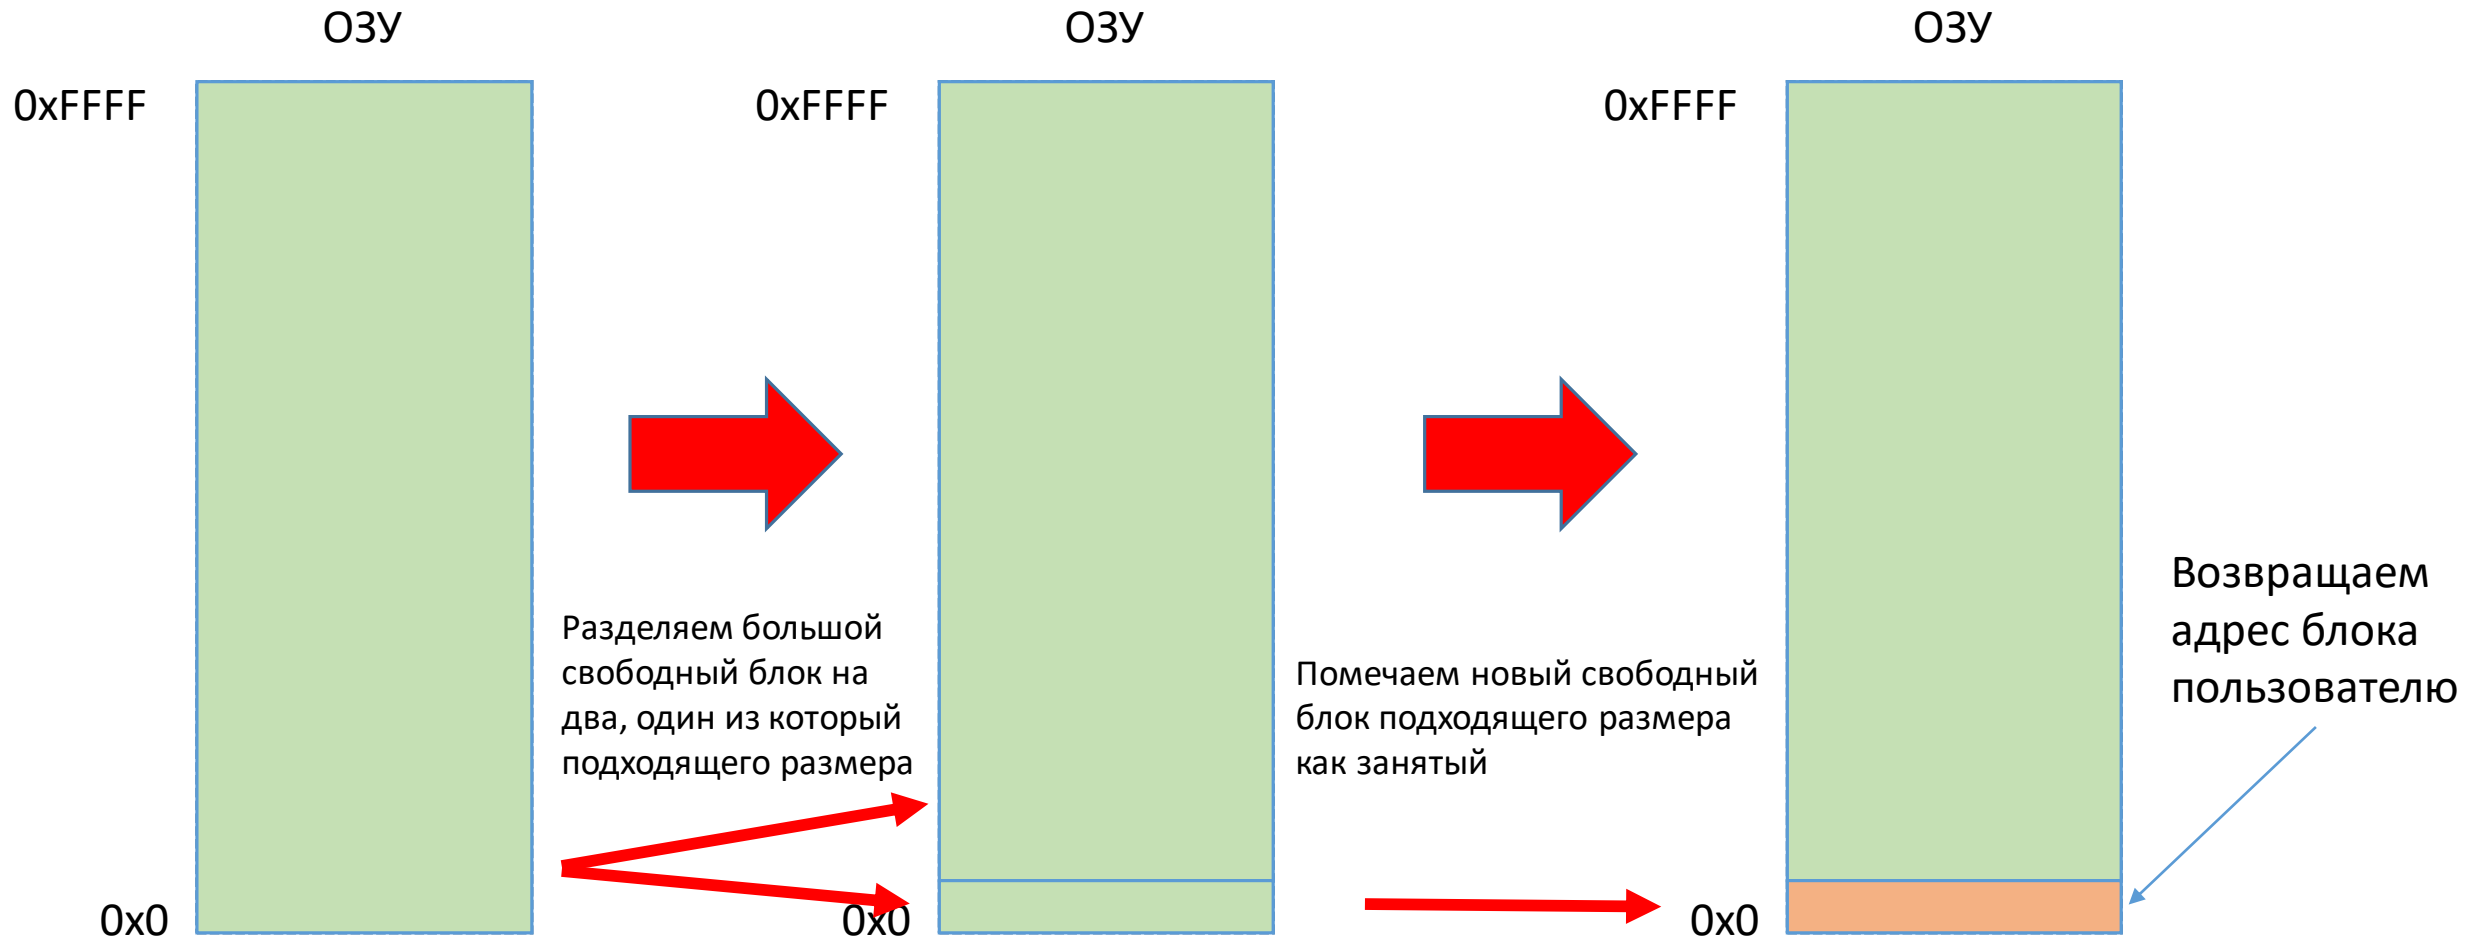 ОЗУ
ОЗУ
ОЗУ
0xFFFF
0xFFFF
0xFFFF
Разделяем большой
свободный блок на
два, один из который
подходящего размера
Помечаем новый свободный
блок подходящего размера
как занятый
Возвращаем
адрес блока
пользователю
0x0
0x0
0x0